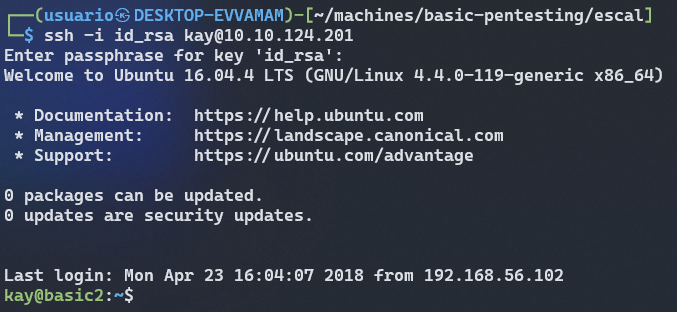 ┌──(usuario㉿DESKTOP-EVVAMAM)-[~/machines/basic-pentesting/escal]
└─$ ssh -i id_rsa kay@10.10.124.201
Enter passphrase for key 'id_rsa':
Welcome to Ubuntu 16.04.4 LTS (GNU/Linux 4.4.0-119-generic x86_64)
* Documentation:  https://help.ubuntu.com
* Management:     https://landscape.canonical.com
* Support:        https://ubuntu.com/advantage
0 packages can be updated.
0 updates are security updates.
Last login: Mon Apr 23 16:04:07 2018 from 192.168.56.102
kay@basic2:~$